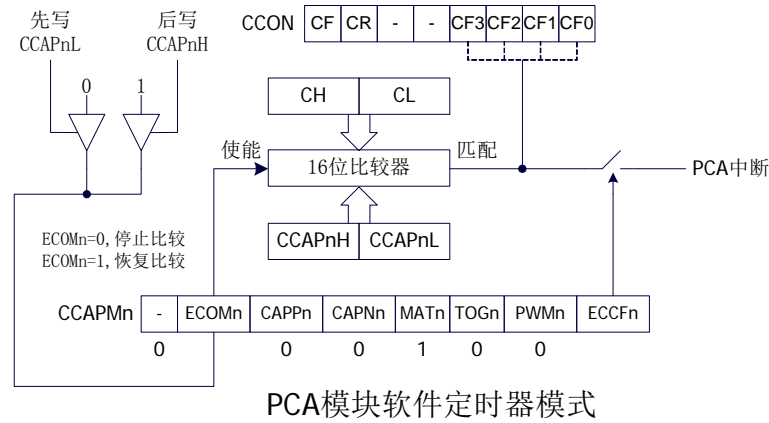 先写
CCAPnL
后写
CCAPnH
CCON CF CR - - CF3 CF2 CF1 CF0
0 1
CH CL
使能
16位比较器
匹配
PCA中断
CCAPnH CCAPnL
ECOMn=0,停止比较
ECOMn=1,恢复比较
CCAPMn - ECOMn CAPPn CAPNn MATn TOGn PWMn ECCFn
0 0 0 1 0 0
PCA模块软件定时器模式